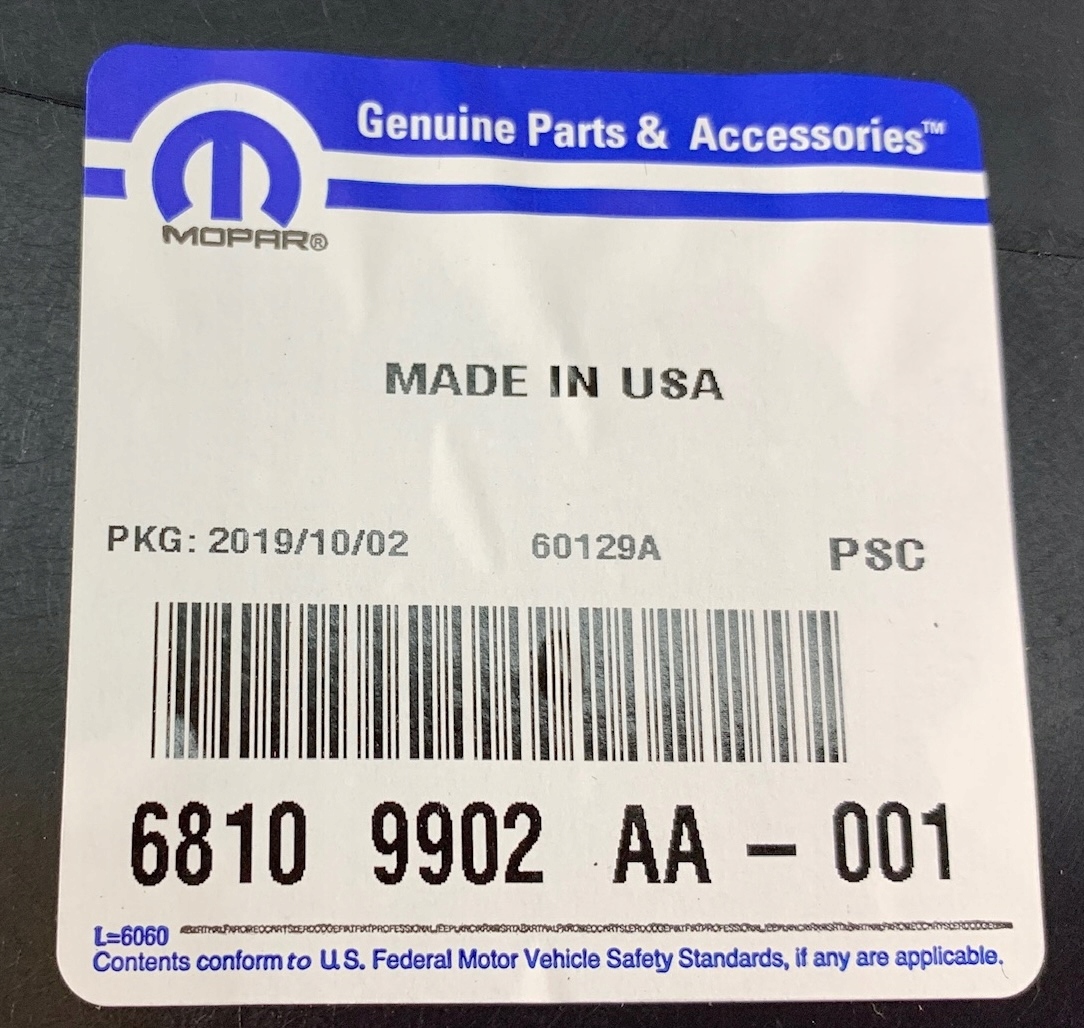 Genuine Parts & Accessories™
MOPAR®
MADE IN USA
PKG: 2019/10/02 60129A PSC
6810 9902 AA – 001
L=6060
Contents conform to U.S. Federal Motor Vehicle Safety Standards, if any are applicable.